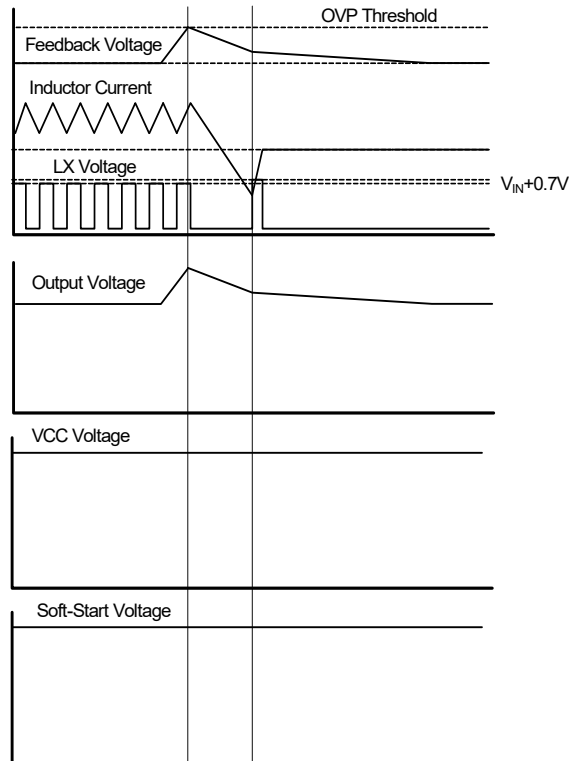 OVP Threshold
Feedback Voltage
Inductor Current
LX Voltage
VIN+0.7V
Output Voltage
VCC Voltage
Soft-Start Voltage